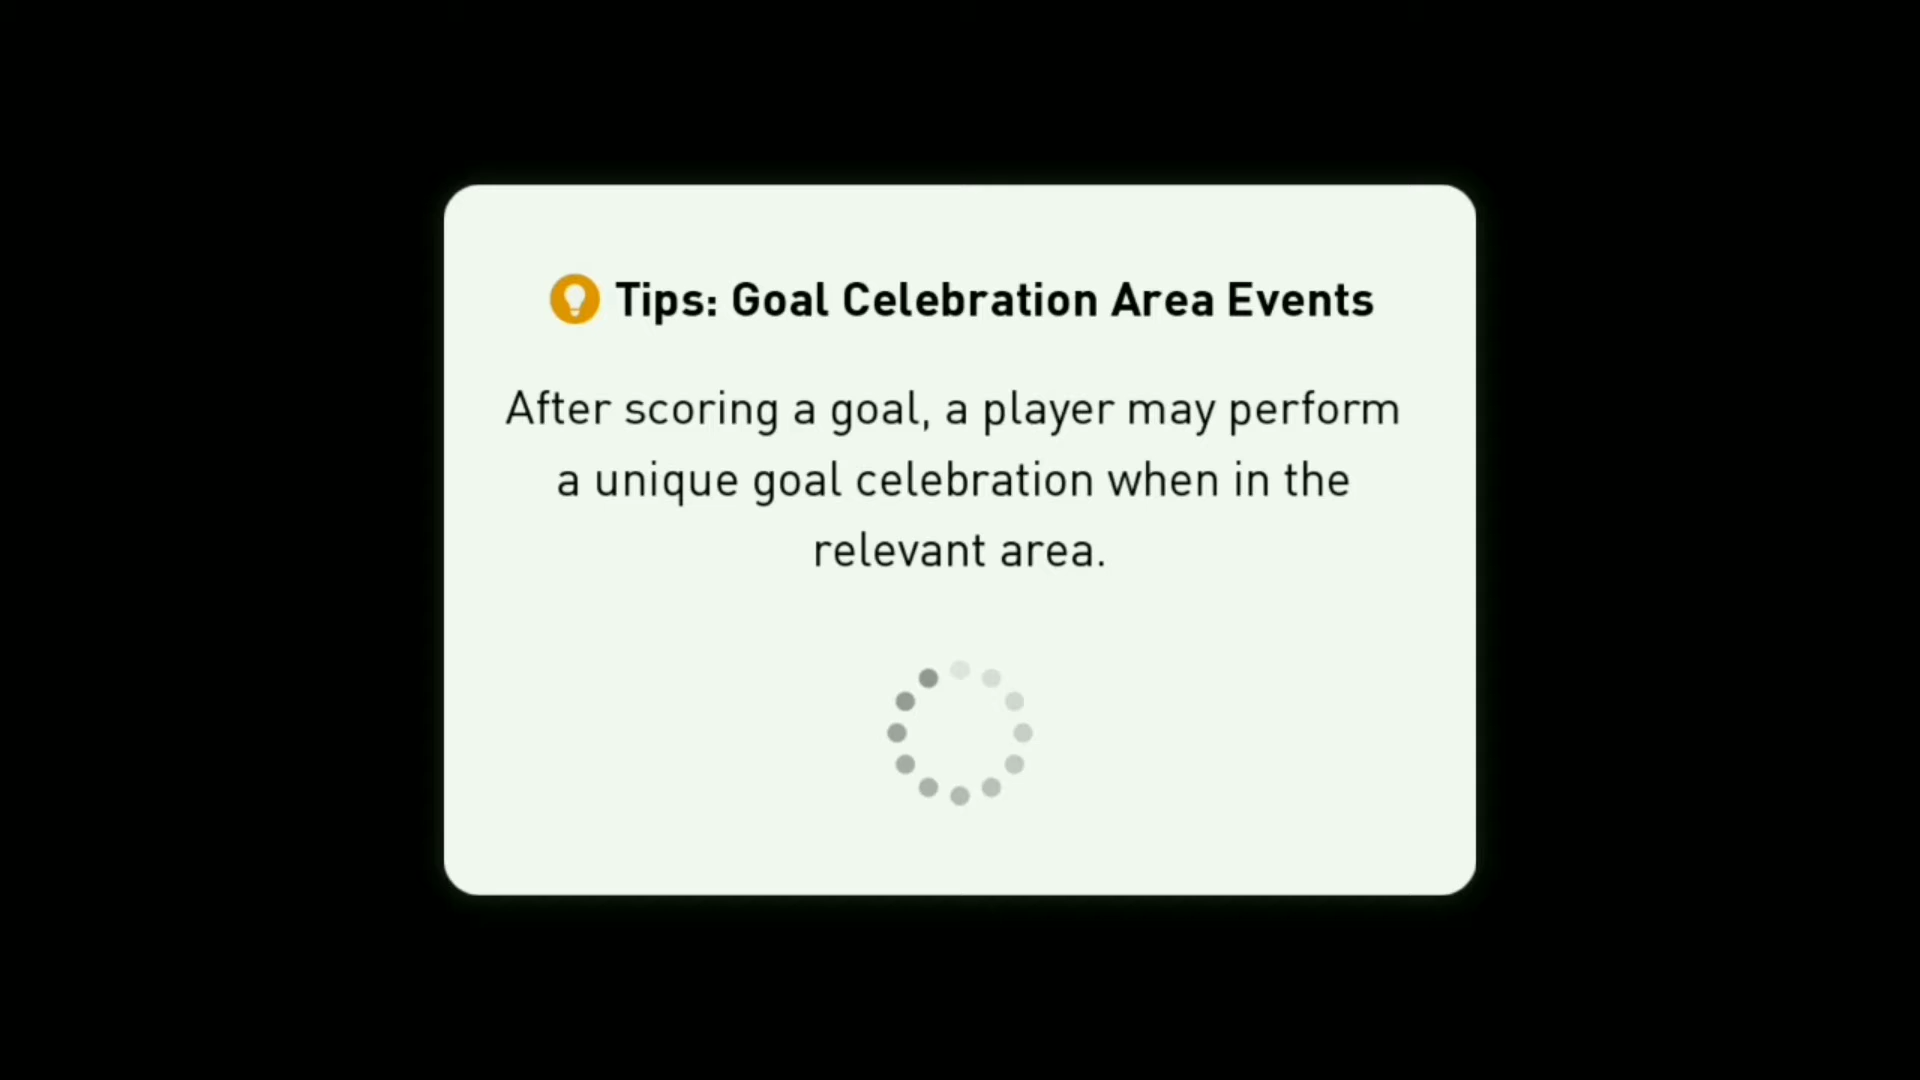 Tips: Goal Celebration Area Events
After scoring a goal, a player may perform
a unique goal celebration when in the
relevant area.